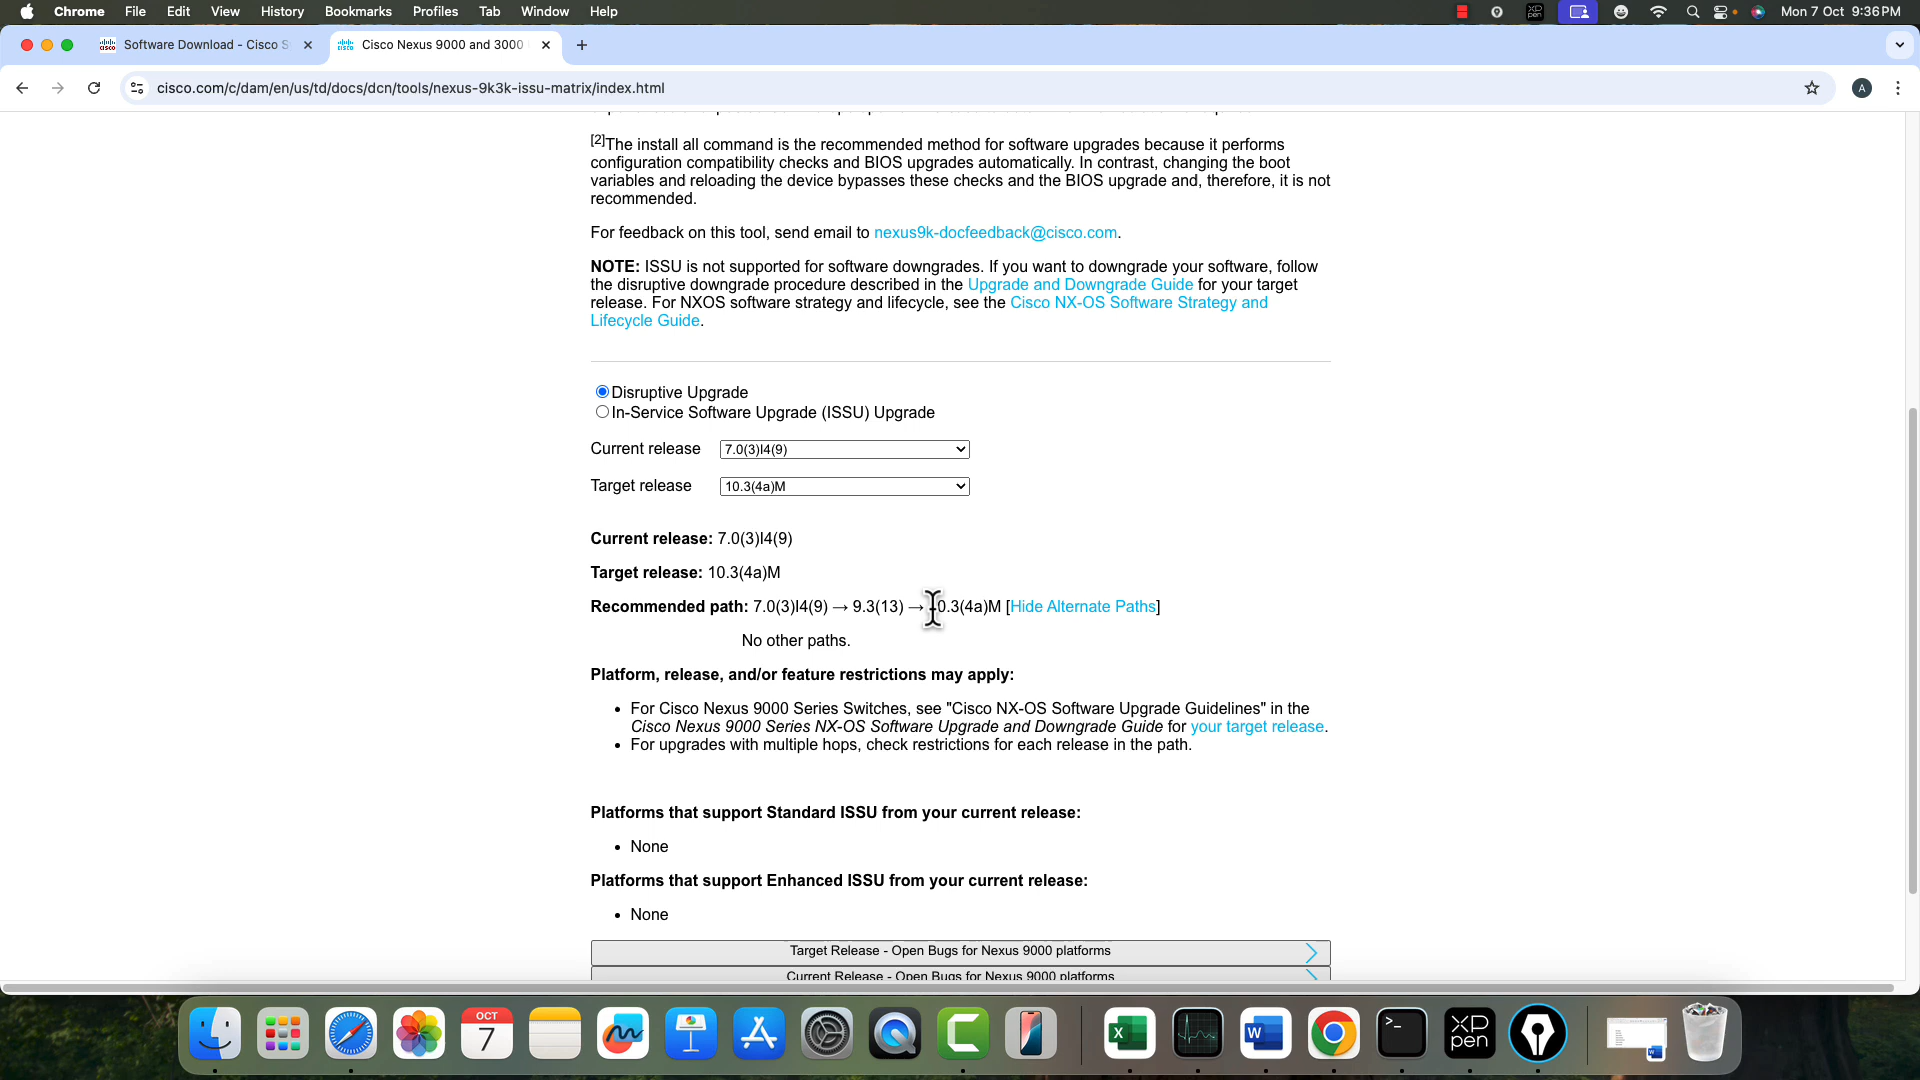 Chrome File Edit View History Bookmarks Profiles Tab Window Help
Mon 7 Oct 9:36 PM
Software Download - Cisco S
Cisco Nexus 9000 and 3000
cisco.com/c/dam/en/us/td/docs/dcn/tools/nexus-9k3k-issu-matrix/index.html
A
[2]The install all command is the recommended method for software upgrades because it performs
configuration compatibility checks and BIOS upgrades automatically. In contrast, changing the boot
variables and reloading the device bypasses these checks and the BIOS upgrade and, therefore, it is not
recommended.
For feedback on this tool, send email to nexus9k-docfeedback@cisco.com.
NOTE: ISSU is not supported for software downgrades. If you want to downgrade your software, follow
the disruptive downgrade procedure described in the Upgrade and Downgrade Guide for your target
release. For NXOS software strategy and lifecycle, see the Cisco NX-OS Software Strategy and
Lifecycle Guide.
Disruptive Upgrade
In-Service Software Upgrade (ISSU) Upgrade
Current release 7.0(3)I4(9)
Target release 10.3(4a)M
Current release: 7.0(3)I4(9)
Target release: 10.3(4a)M
Recommended path: 7.0(3)I4(9) → 9.3(13) → 10.3(4a)M [Hide Alternate Paths]
No other paths.
Platform, release, and/or feature restrictions may apply:
• For Cisco Nexus 9000 Series Switches, see "Cisco NX-OS Software Upgrade Guidelines" in the
Cisco Nexus 9000 Series NX-OS Software Upgrade and Downgrade Guide for your target release.
• For upgrades with multiple hops, check restrictions for each release in the path.
Platforms that support Standard ISSU from your current release:
• None
Platforms that support Enhanced ISSU from your current release:
• None
Target Release - Open Bugs for Nexus 9000 platforms
Current Release - Open Bugs for Nexus 9000 platforms
OCT
7
XP
pen